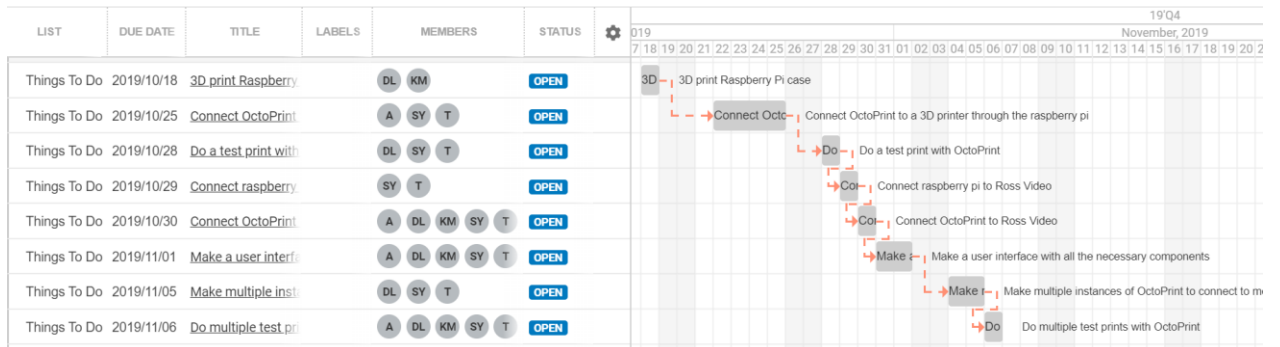 19'Q4
LIST DUE DATE TITLE LABELS MEMBERS STATUS 019 November, 2019
7 18 19 20 21 22 23 24 25 26 27 28 29 30 31 01 02 03 04 05 06 07 08 09 10 11 12 13 14 15 16 17 18 19 20 2
Things To Do 2019/10/18 3D print Raspberry DL KM OPEN 3D 3D print Raspberry Pi case
Things To Do 2019/10/25 Connect OctoPrint A SY T OPEN Connect Octo Connect OctoPrint to a 3D printer through the raspberry pi
Things To Do 2019/10/28 Do a test print with DL SY T OPEN Do Do a test print with OctoPrint
Things To Do 2019/10/29 Connect raspberry SY T OPEN Con Connect raspberry pi to Ross Video
Things To Do 2019/10/30 Connect OctoPrint A DL KM SY T OPEN Con Connect OctoPrint to Ross Video
Things To Do 2019/11/01 Make a user interfa A DL KM SY T OPEN Make a Make a user interface with all the necessary components
Things To Do 2019/11/05 Make multiple insta DL SY T OPEN Make Make multiple instances of OctoPrint to connect to m
Things To Do 2019/11/06 Do multiple test pri A DL KM SY T OPEN Do Do multiple test prints with OctoPrint